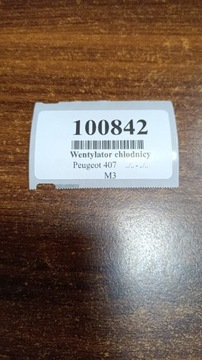 100842
Wentylator chłodnicy
Peugeot 407
M3